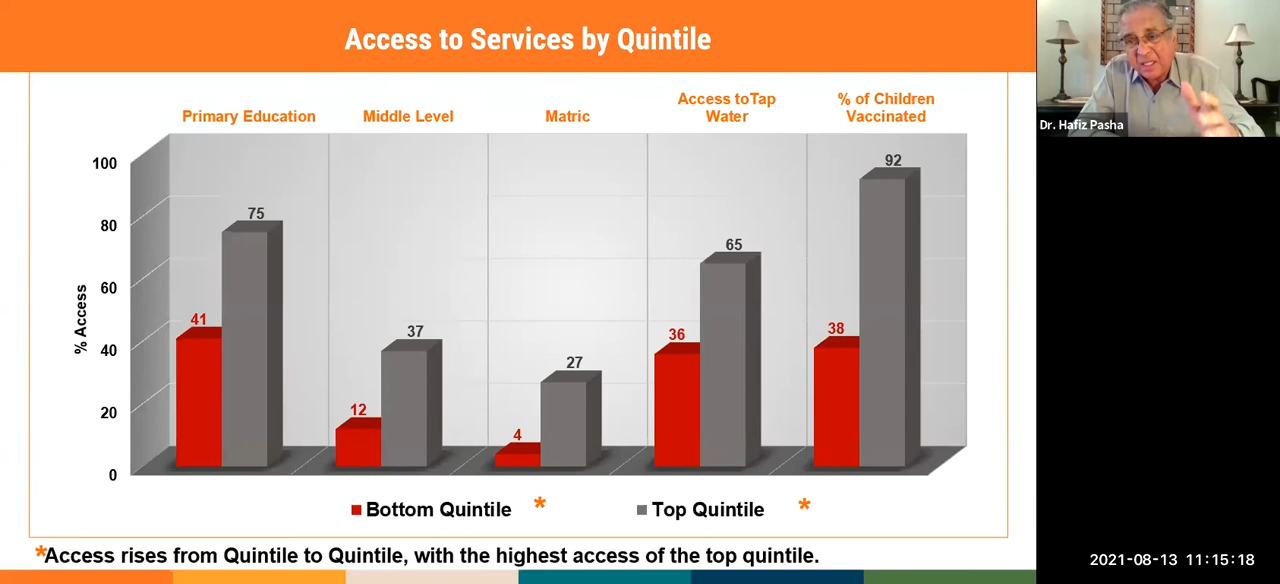 Access to Services by Quintile
Dr. Hafiz Pasha
Primary Education
Middle Level
Matric
Access toTap
Water
% of Children
Vaccinated
% Access
100
80
60
40
20
0
41
75
12
37
4
27
36
65
38
92
Bottom Quintile *
Top Quintile *
*Access rises from Quintile to Quintile, with the highest access of the top quintile.
2021-08-13 11:15:18